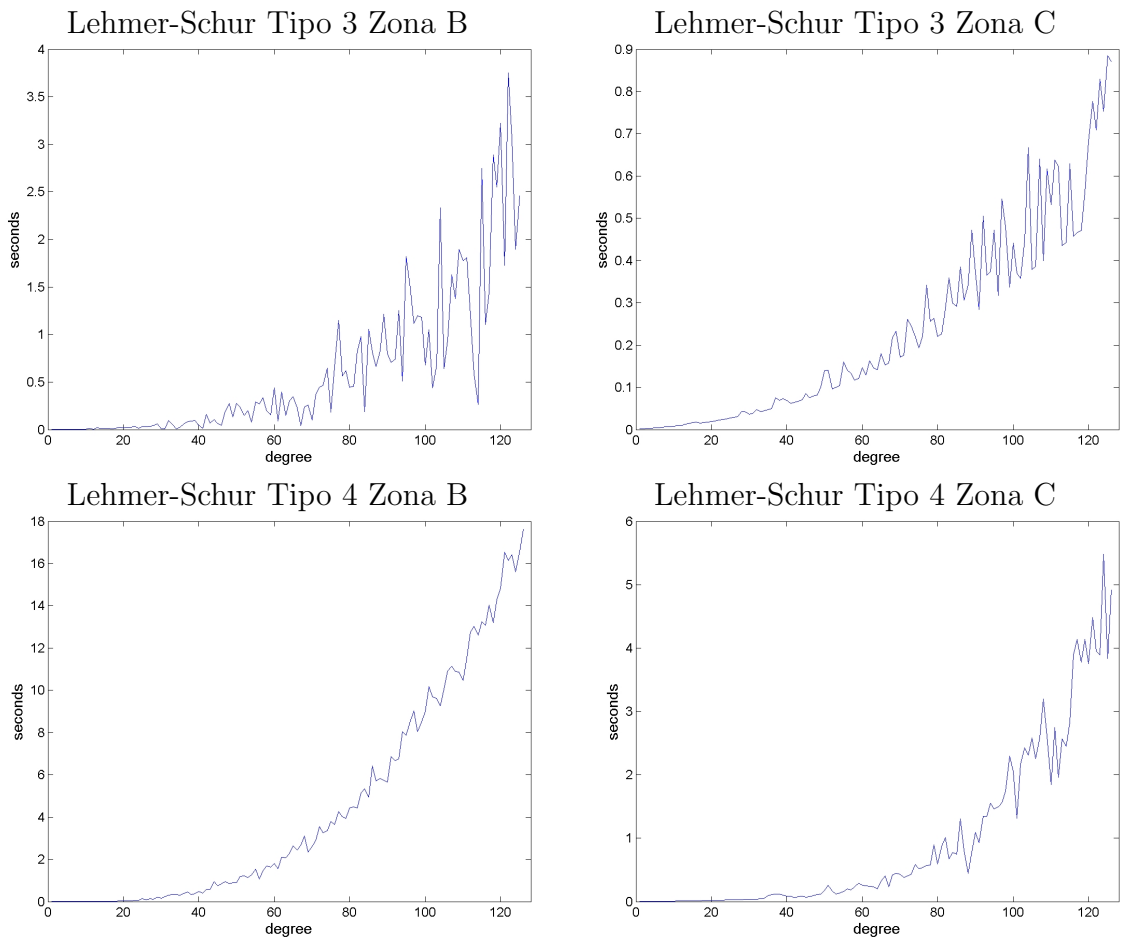 Lehmer-Schur Tipo 3 Zona B
4
3.5
3
2.5
2
1.5
1
0.5
0
seconds
0 20 40 60 80 100 120
degree
Lehmer-Schur Tipo 3 Zona C
0.9
0.8
0.7
0.6
0.5
0.4
0.3
0.2
0.1
0
seconds
0 20 40 60 80 100 120
degree
Lehmer-Schur Tipo 4 Zona B
18
16
14
12
10
8
6
4
2
0
seconds
0 20 40 60 80 100 120
degree
Lehmer-Schur Tipo 4 Zona C
6
5
4
3
2
1
0
seconds
0 20 40 60 80 100 120
degree